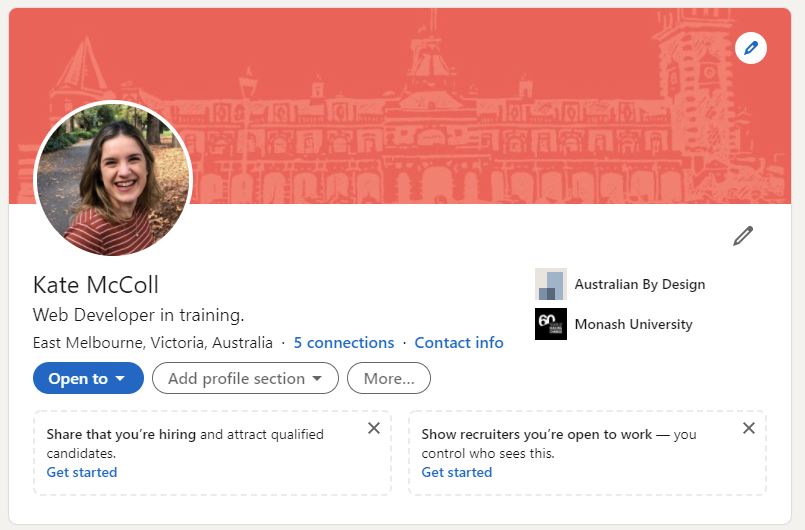 Kate McColl
Web Developer in training.
East Melbourne, Victoria, Australia · 5 connections · Contact info
Australian By Design
60
Monash University
Open to
Add profile section
More...
Share that you're hiring and attract qualified
candidates.
Get started
Show recruiters you're open to work — you
control who sees this.
Get started